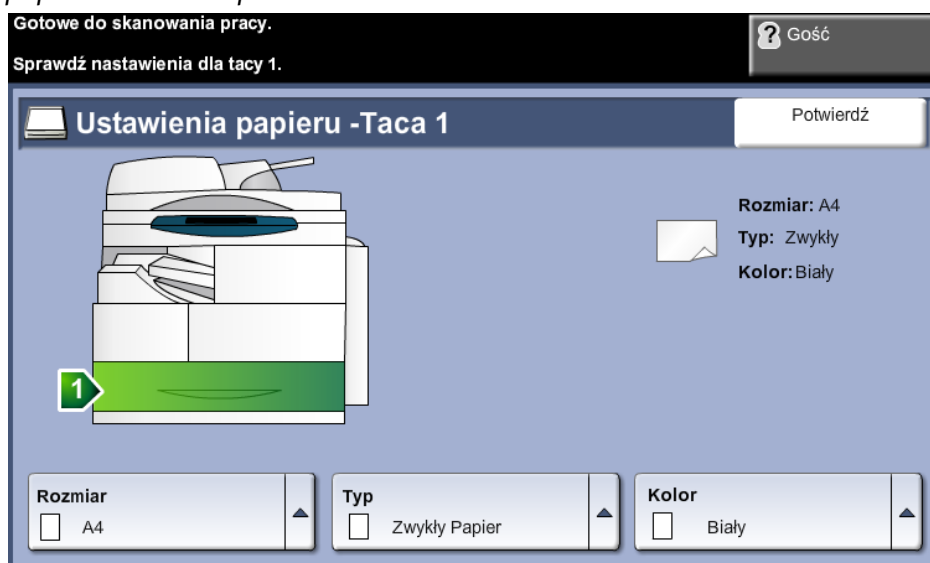 Gotowe do skanowania pracy.
Gość
Sprawdź nastawienia dla tacy 1.
Ustawienia papieru -Taca 1
Potwierdź
Rozmiar: A4
Typ: Zwykły
Kolor: Biały
1
Rozmiar
A4
Typ
Zwykły Papier
Kolor
Biały